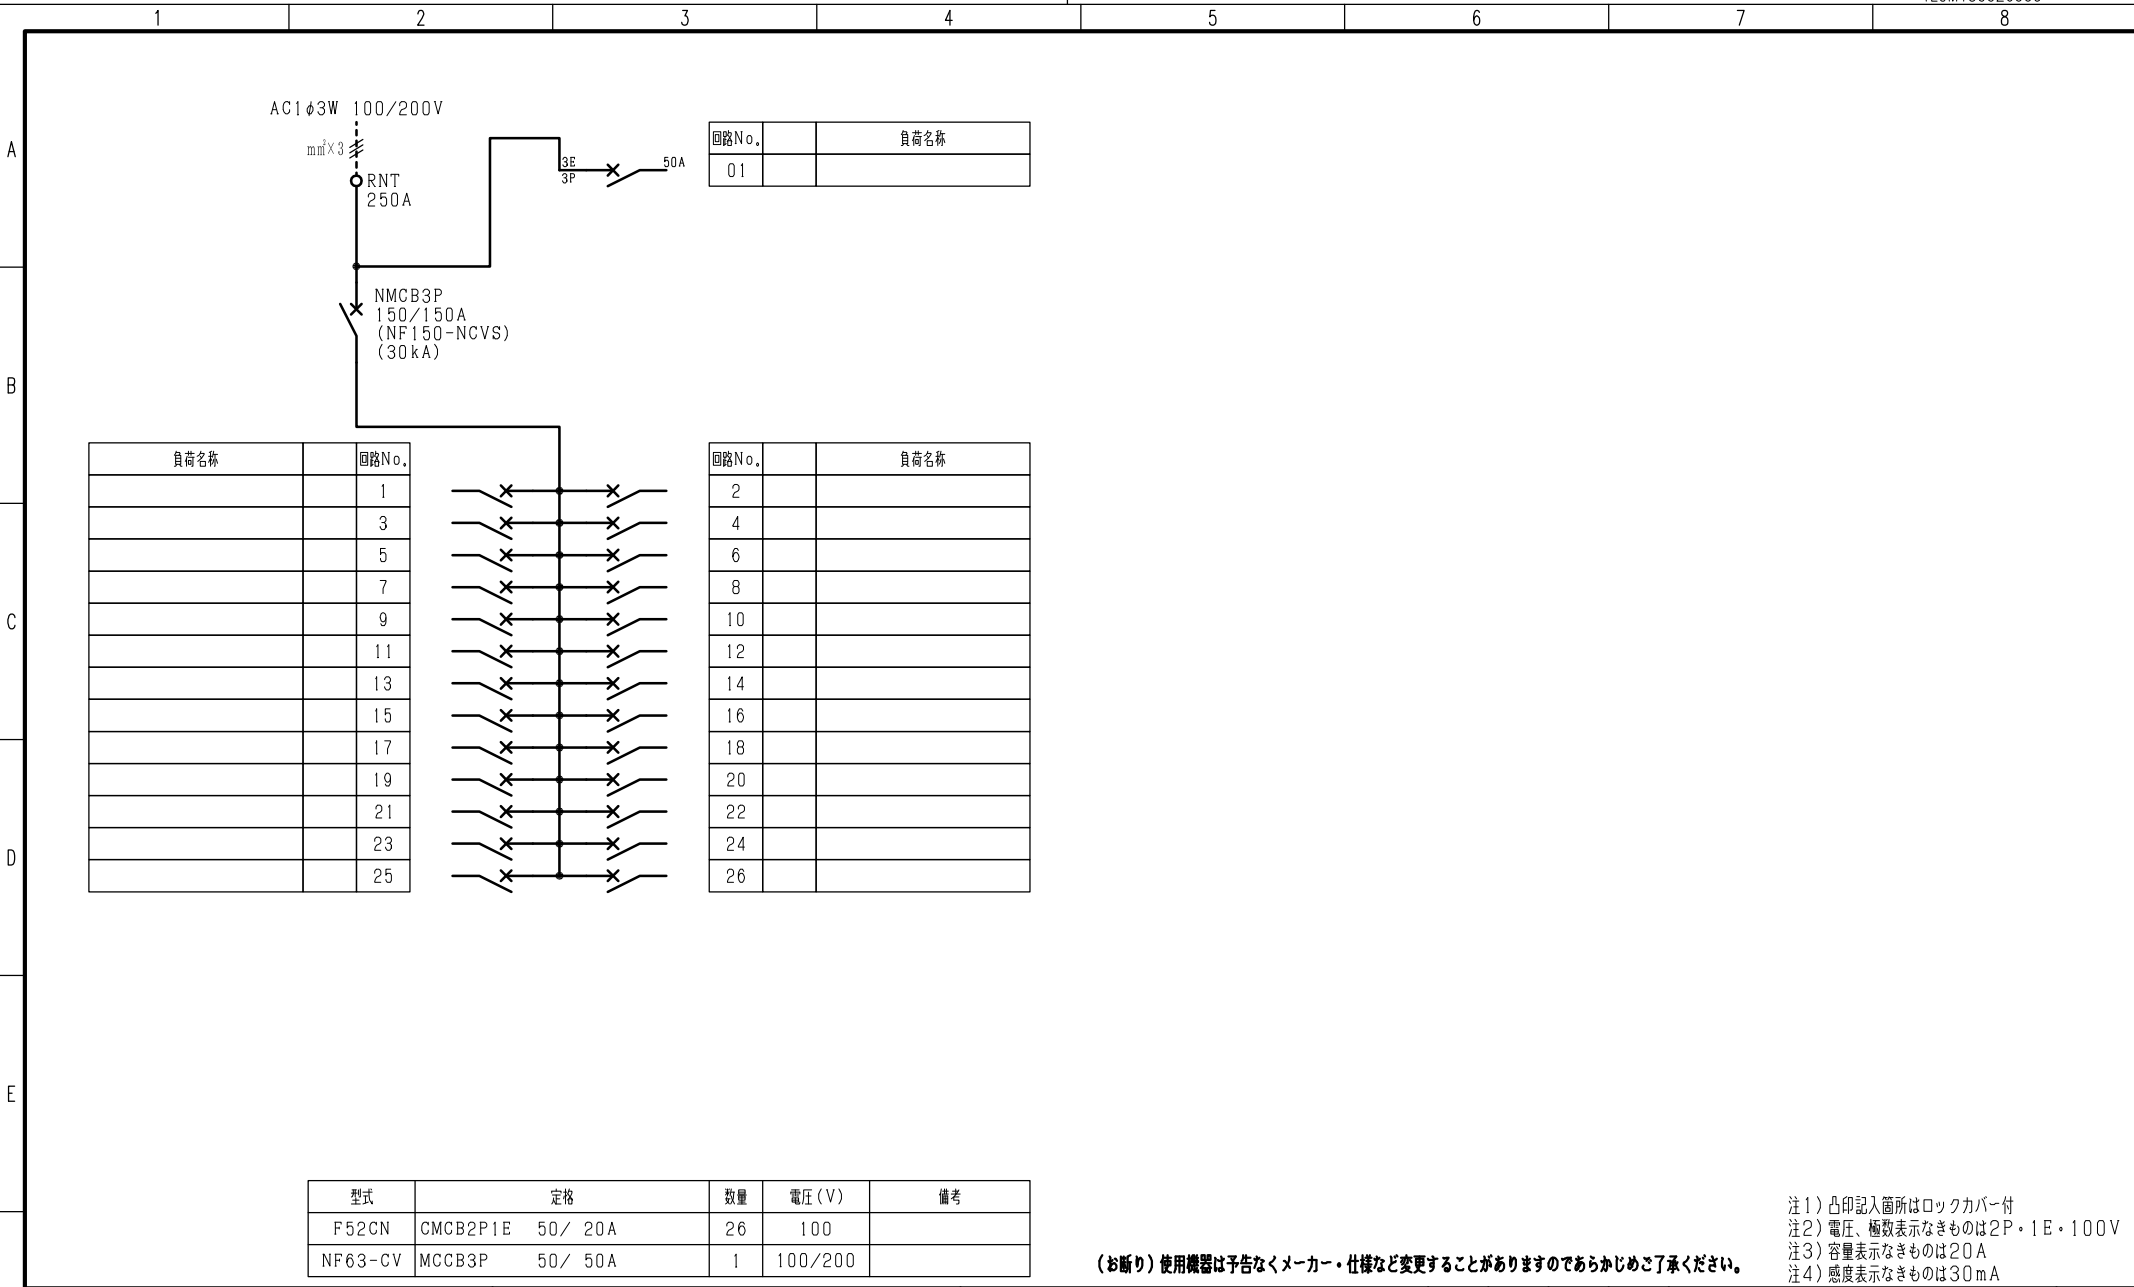 1 2 3 4 5 6 7 8
A
B
C
D
E
AC1φ3W 100/200V
mm²×3
RNT
250A
3E
3P
50A
回路No. 負荷名称
01
NMCB3P
150/150A
(NF150-NCVS)
(30kA)
負荷名称 回路No. 回路No. 負荷名称
1 2
3 4
5 6
7 8
9 10
11 12
13 14
15 16
17 18
19 20
21 22
23 24
25 26
型式 定格 数量 電圧(V) 備考
F52CN CMCB2P1E 50/ 20A 26 100
NF63-CV MCCB3P 50/ 50A 1 100/200
(お断り)使用機器は予告なくメーカー・仕様など変更することがありますのであらかじめご了承ください。
注1)凸印記入箇所はロックカバー付
注2)電圧、極数表示なきものは2P・1E・100V
注3)容量表示なきものは20A
注4)感度表示なきものは30mA